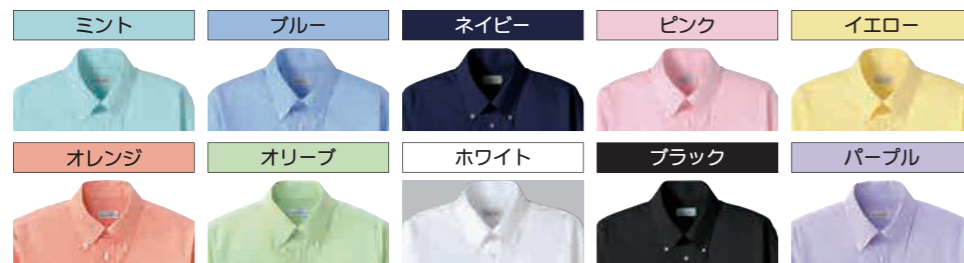 ミント
ブルー
ネイビー
ピンク
イエロー
オレンジ
オリーブ
ホワイト
ブラック
パープル